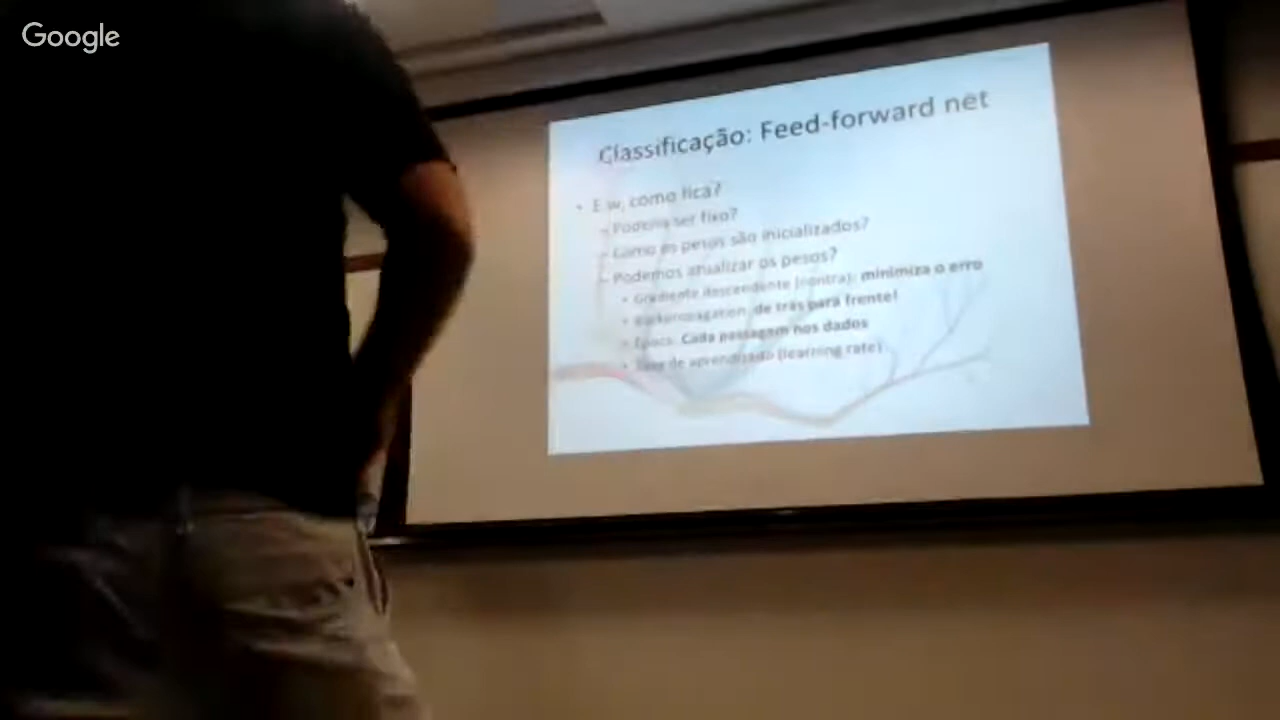 Google
Classificação: Feed-forward net
• E w, como fica?
– Poderia ser fixo?
– Como os pesos são inicializados?
– Podemos atualizar os pesos?
• Gradiente descendente (contra): minimiza o erro
• Backpropagation: de trás para frente!
• Época: Cada passagem nos dados
• Taxa de aprendizado (learning rate)